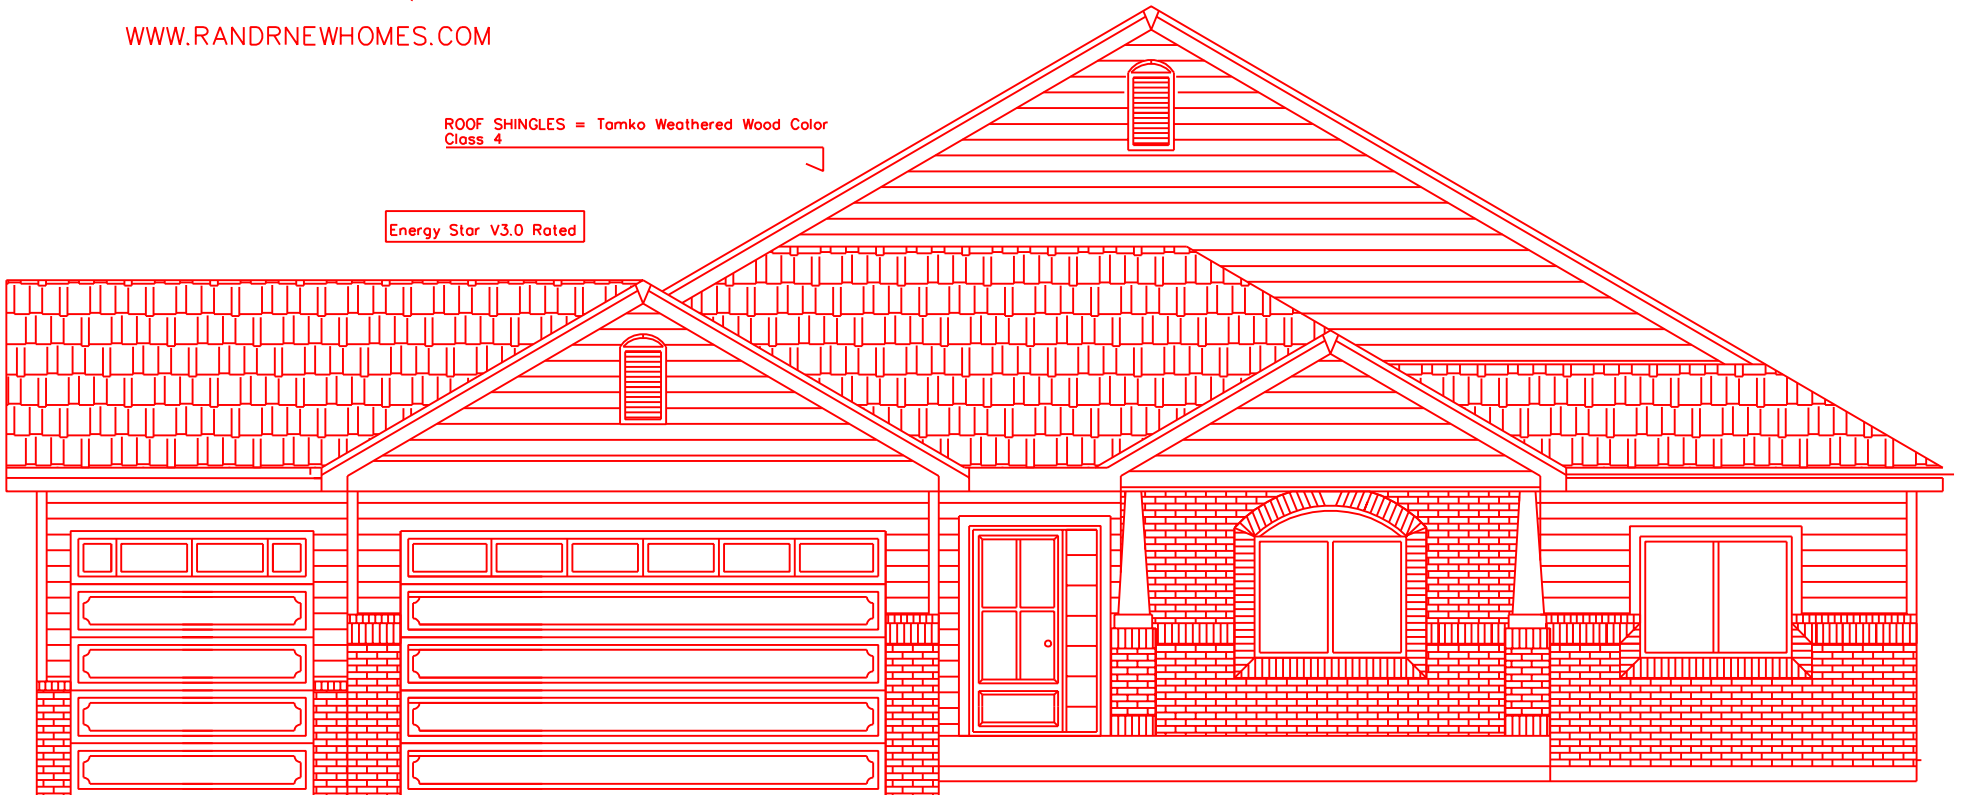 WWW.RANDRNEWHOMES.COM
ROOF SHINGLES = Tamko Weathered Wood Color
Class 4
Energy Star V3.0 Rated